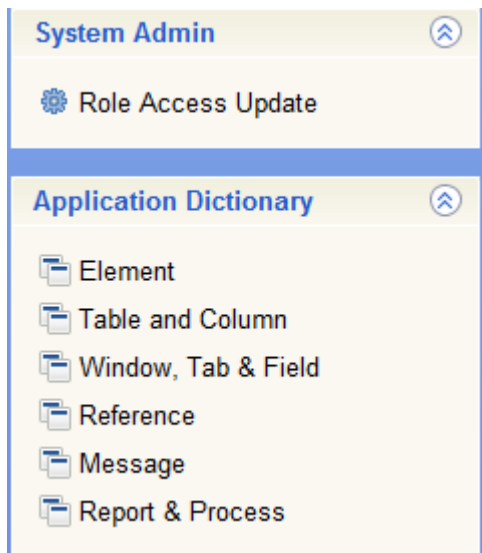 System Admin
Role Access Update
Application Dictionary
Element
Table and Column
Window, Tab & Field
Reference
Message
Report & Process